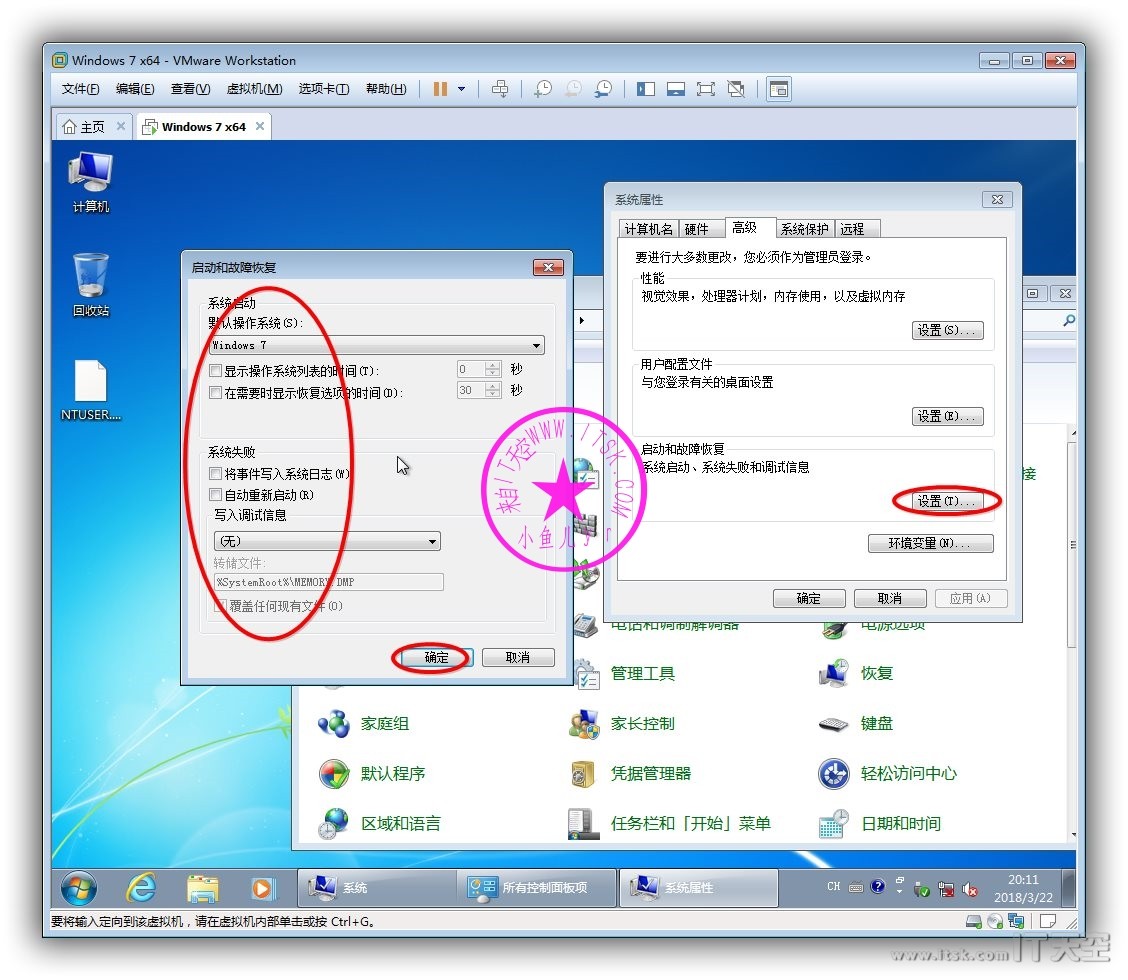 Windows 7 x64 - VMware Workstation
文件(F) 编辑(E) 查看(V) 虚拟机(M) 选项卡(T) 帮助(H)
主页 Windows 7 x64
计算机
回收站
NTUSER....
系统属性
计算机名 硬件 高级 系统保护 远程
要进行大多数更改，您必须作为管理员登录。
性能
视觉效果，处理器计划，内存使用，以及虚拟内存
设置(S)...
用户配置文件
与您登录有关的桌面设置
设置(E)...
启动和故障恢复
系统启动、系统失败和调试信息
设置(T)...
环境变量(N)...
确定 取消 应用(A)
启动和故障恢复
系统启动
默认操作系统(S):
Windows 7
显示操作系统列表的时间(T): 0 秒
在需要时显示恢复选项的时间(D): 30 秒
系统失败
将事件写入系统日志(W)
自动重新启动(R)
写入调试信息
(无)
转储文件:
%SystemRoot%\MEMORY.DMP
覆盖任何现有文件(O)
确定 取消
来自IT天空WWW.ITSK.COM
接
电话和调制解调器 电源选项
管理工具 恢复
家庭组 家长控制 键盘
默认程序 凭据管理器 轻松访问中心
区域和语言 任务栏和「开始」菜单 日期和时间
系统 所有控制面板项 系统属性 CH 20:11
2018/3/22
要将输入定向到该虚拟机，请在虚拟机内部单击或按 Ctrl+G。
www.itsk.com IT天空